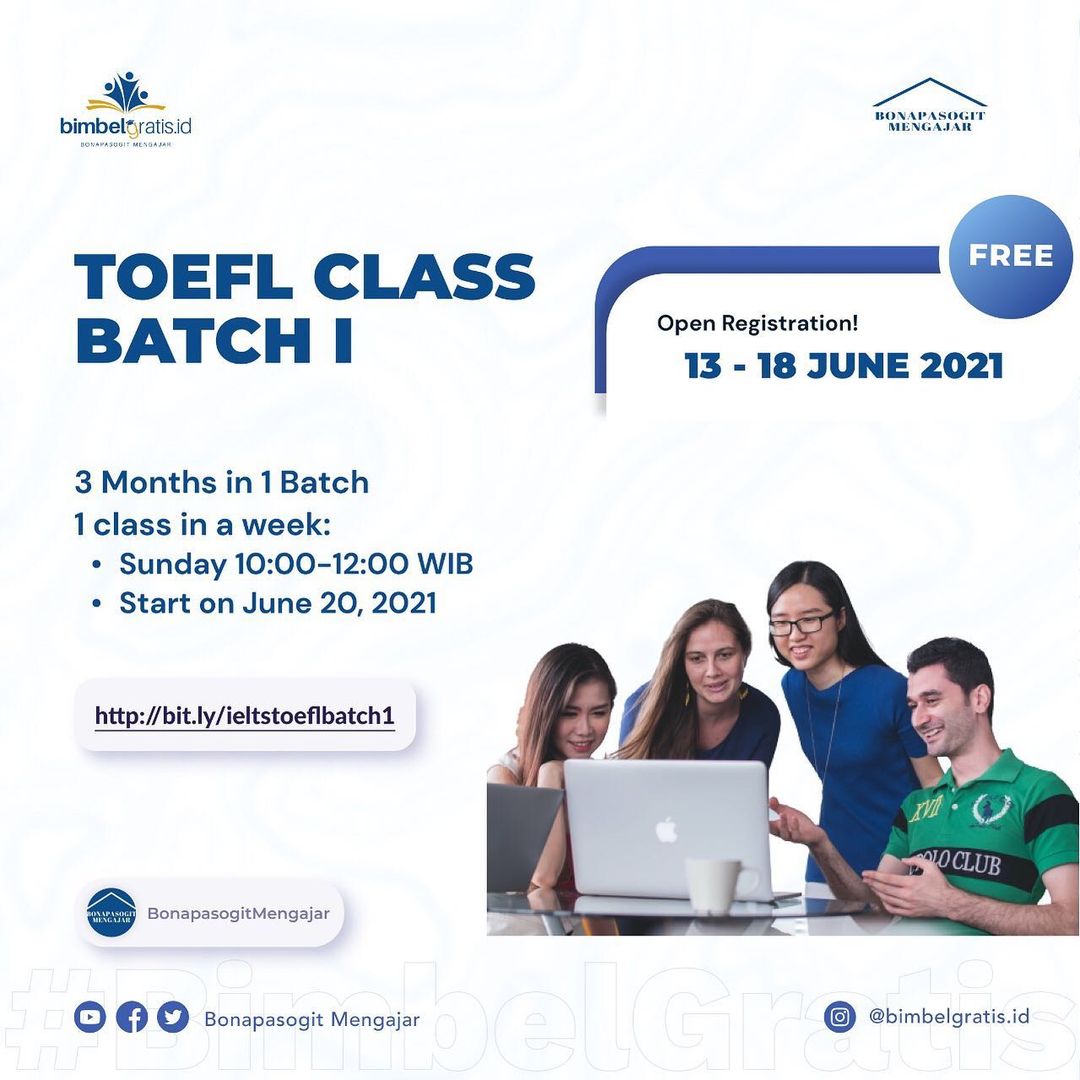 bimbelgratis.id
BONAPASOGIT MENGAJAR
BONAPASOGIT
MENGAJAR
TOEFL CLASS
BATCH I
FREE
Open Registration!
13 - 18 JUNE 2021
3 Months in 1 Batch
1 class in a week:
• Sunday 10:00-12:00 WIB
• Start on June 20, 2021
http://bit.ly/ieltstoeflbatch1
XVII
POLO CLUB
BONAPASOGIT
MENGAJAR
BonapasogitMengajar
#BimbelGratis
Bonapasogit Mengajar
@bimbelgratis.id